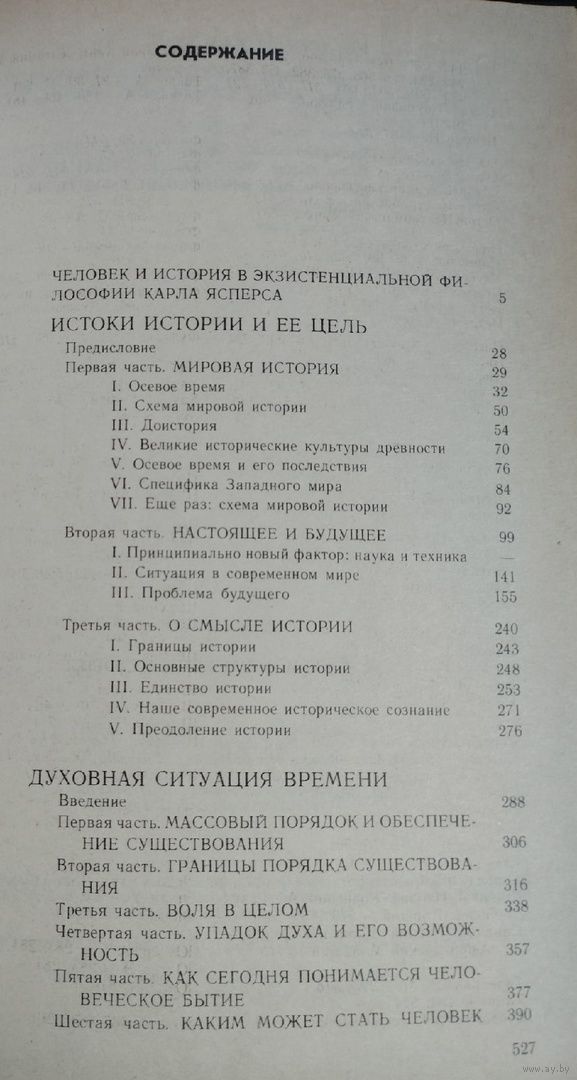 СОДЕРЖАНИЕ
ЧЕЛОВЕК И ИСТОРИЯ В ЭКЗИСТЕНЦИАЛЬНОЙ ФИ-
ЛОСОФИИ КАРЛА ЯСПЕРСА 5
ИСТОКИ ИСТОРИИ И ЕЕ ЦЕЛЬ
Предисловие 28
Первая часть. МИРОВАЯ ИСТОРИЯ 29
I. Осевое время 32
II. Схема мировой истории 50
III. Доистория 54
IV. Великие исторические культуры древности 70
V. Осевое время и его последствия 76
VI. Специфика Западного мира 84
VII. Еще раз: схема мировой истории 92
Вторая часть. НАСТОЯЩЕЕ И БУДУЩЕЕ 99
I. Принципиально новый фактор: наука и техника —
II. Ситуация в современном мире 141
III. Проблема будущего 155
Третья часть. О СМЫСЛЕ ИСТОРИИ 240
I. Границы истории 243
II. Основные структуры истории 248
III. Единство истории 253
IV. Наше современное историческое сознание 271
V. Преодоление истории 276
ДУХОВНАЯ СИТУАЦИЯ ВРЕМЕНИ
Введение 288
Первая часть. МАССОВЫЙ ПОРЯДОК И ОБЕСПЕЧЕ-
НИЕ СУЩЕСТВОВАНИЯ 306
Вторая часть. ГРАНИЦЫ ПОРЯДКА СУЩЕСТВОВА-
НИЯ 316
Третья часть. ВОЛЯ В ЦЕЛОМ 338
Четвертая часть. УПАДОК ДУХА И ЕГО ВОЗМОЖ-
НОСТЬ 357
Пятая часть. КАК СЕГОДНЯ ПОНИМАЕТСЯ ЧЕЛО-
ВЕЧЕСКОЕ БЫТИЕ 377
Шестая часть. КАКИМ МОЖЕТ СТАТЬ ЧЕЛОВЕК 390
527
www.ay.by